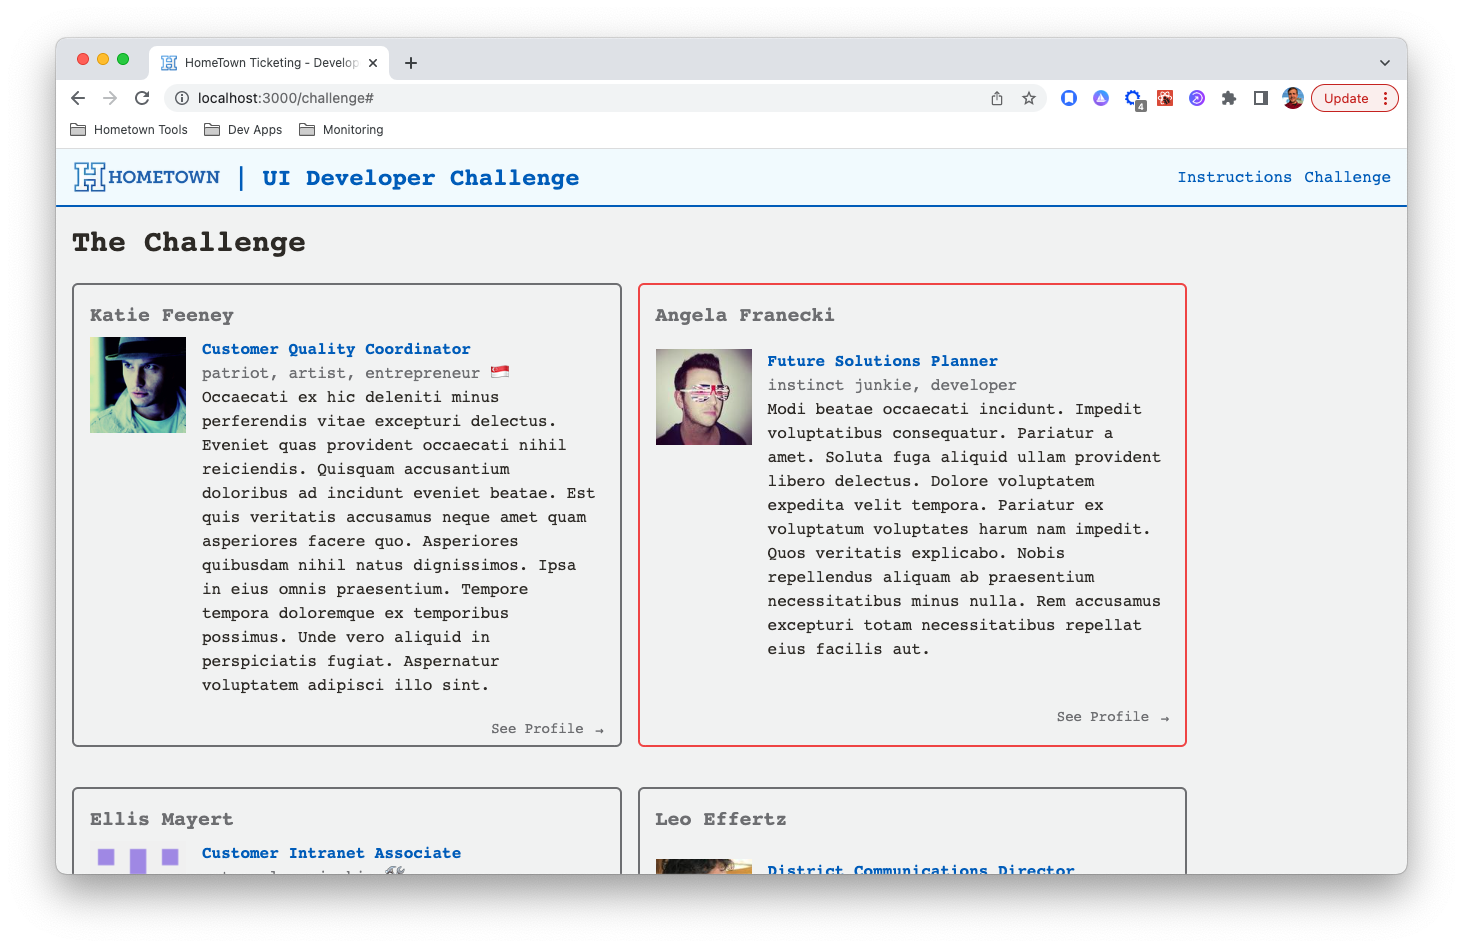 HomeTown Ticketing - Develop
localhost:3000/challenge#
4
Update
Hometown Tools
Dev Apps
Monitoring
H HOMETOWN | UI Developer Challenge
Instructions Challenge
The Challenge
Katie Feeney
Customer Quality Coordinator
patriot, artist, entrepreneur 🇸🇬
Occaecati ex hic deleniti minus
perferendis vitae excepturi delectus.
Eveniet quas provident occaecati nihil
reiciendis. Quisquam accusantium
doloribus ad incidunt eveniet beatae. Est
quis veritatis accusamus neque amet quam
asperiores facere quo. Asperiores
quibusdam nihil natus dignissimos. Ipsa
in eius omnis praesentium. Tempore
tempora doloremque ex temporibus
possimus. Unde vero aliquid in
perspiciatis fugiat. Aspernatur
voluptatem adipisci illo sint.
See Profile →
Angela Franecki
Future Solutions Planner
instinct junkie, developer
Modi beatae occaecati incidunt. Impedit
voluptatibus consequatur. Pariatur a
amet. Soluta fuga aliquid ullam provident
libero delectus. Dolore voluptatem
expedita velit tempora. Pariatur ex
voluptatum voluptates harum nam impedit.
Quos veritatis explicabo. Nobis
repellendus aliquam ab praesentium
necessitatibus minus nulla. Rem accusamus
excepturi totam necessitatibus repellat
eius facilis aut.
See Profile →
Ellis Mayert
Customer Intranet Associate
Leo Effertz
District Communications Director